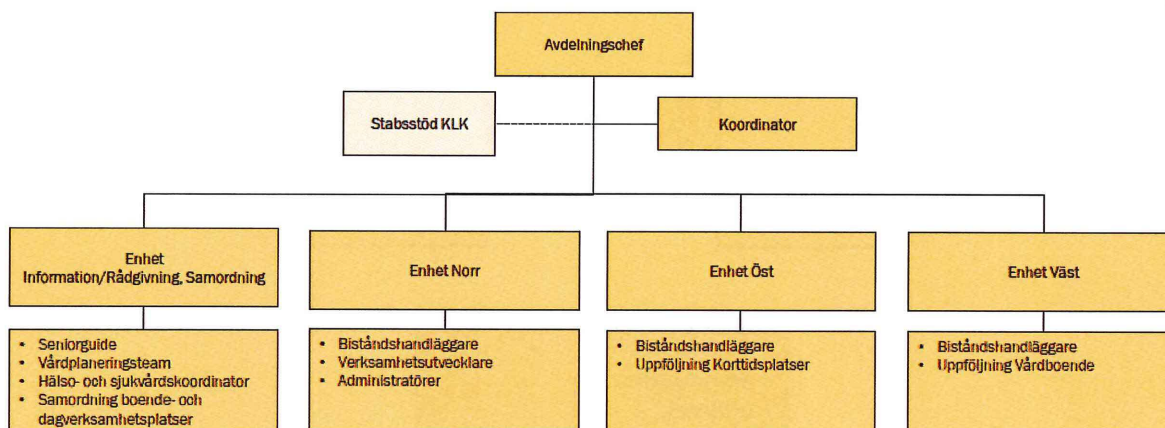 Avdelningschef
Stabsstöd KLK
Koordinator
Enhet
Information/Rådgivning, Samordning
Enhet Norr
Enhet Öst
Enhet Väst
• Seniorguide
• Vårdplaneringsteam
• Hälso- och sjukvårdskoordinator
• Samordning boende- och
dagverksamhetsplatser
• Biståndshandläggare
• Verksamhetsutvecklare
• Administratörer
• Biståndshandläggare
• Uppföljning Korttidsplatser
• Biståndshandläggare
• Uppföljning Vårdboende